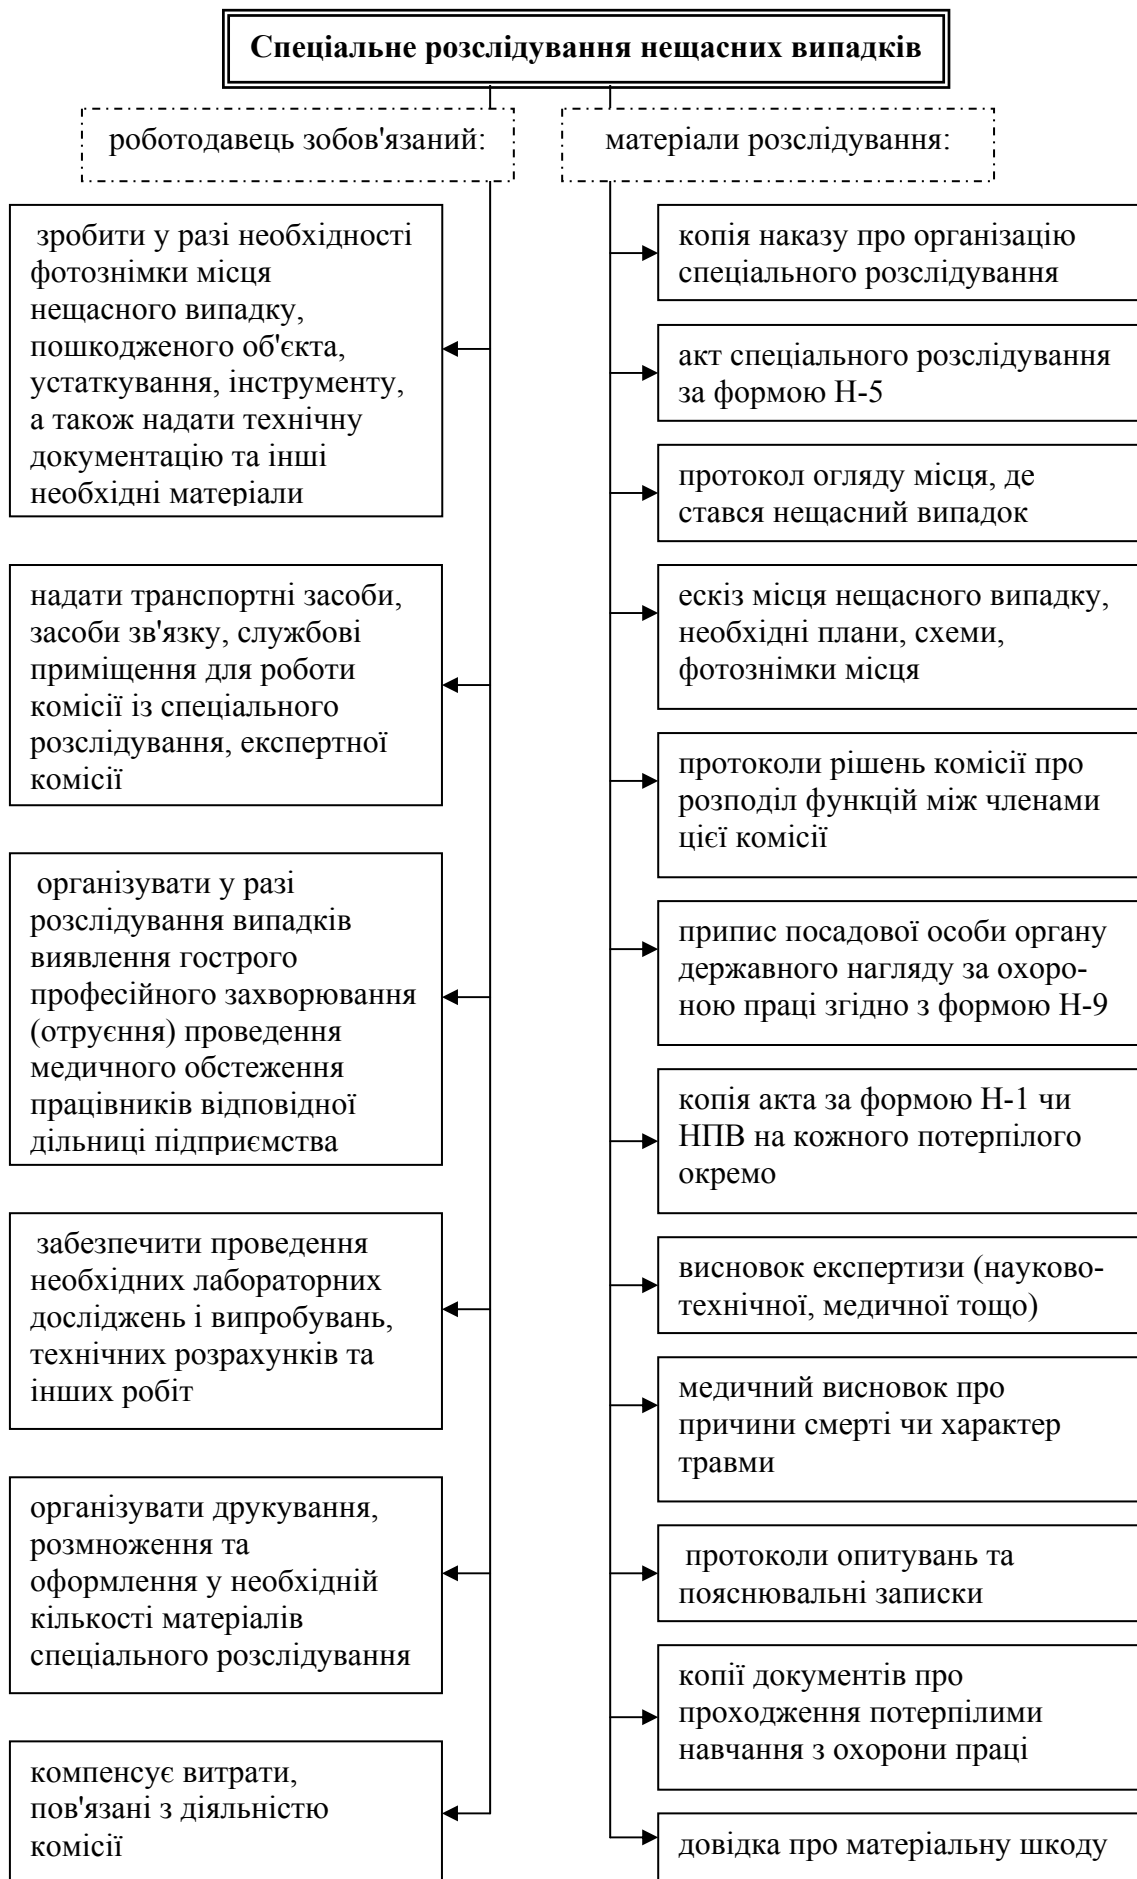 Спеціальне розслідування нещасних випадків
роботодавець зобов'язаний:
зробити у разі необхідності
фотознімки місця
нещасного випадку,
пошкодженого об'єкта,
устаткування, інструменту,
а також надати технічну
документацію та інші
необхідні матеріали
надати транспортні засоби,
засоби зв'язку, службові
приміщення для роботи
комісії із спеціального
розслідування, експертної
комісії
організувати у разі
розслідування випадків
виявлення гострого
професійного захворювання
(отруєння) проведення
медичного обстеження
працівників відповідної
дільниці підприємства
забезпечити проведення
необхідних лабораторних
досліджень і випробувань,
технічних розрахунків та
інших робіт
організувати друкування,
розмноження та
оформлення у необхідній
кількості матеріалів
спеціального розслідування
компенсує витрати,
пов'язані з діяльністю
комісії
матеріали розслідування:
копія наказу про організацію
спеціального розслідування
акт спеціального розслідування
за формою Н-5
протокол огляду місця, де
стався нещасний випадок
ескіз місця нещасного випадку,
необхідні плани, схеми,
фотознімки місця
протоколи рішень комісії про
розподіл функцій між членами
цієї комісії
припис посадової особи органу
державного нагляду за охоро-
ною праці згідно з формою Н-9
копія акта за формою Н-1 чи
НПВ на кожного потерпілого
окремо
висновок експертизи (науково-
технічної, медичної тощо)
медичний висновок про
причини смерті чи характер
травми
протоколи опитувань та
пояснювальні записки
копії документів про
проходження потерпілими
навчання з охорони праці
довідка про матеріальну шкоду